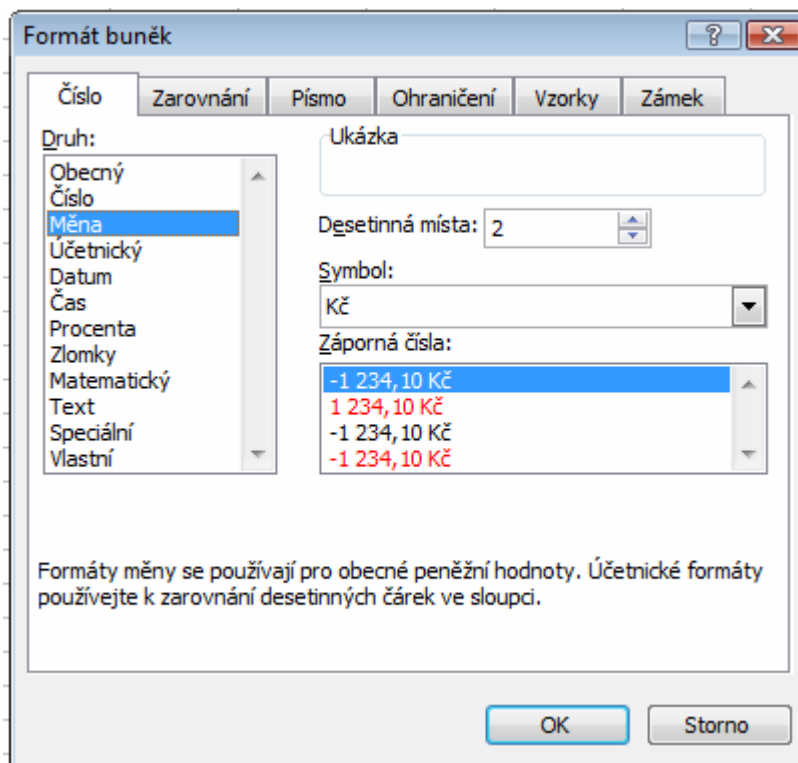 Formát buněk
Číslo Zarovnání Písmo Ohraničení Vzorky Zámek
Druh:
Obecný
Číslo
Měna
Účetnický
Datum
Čas
Procenta
Zlomky
Matematický
Text
Speciální
Vlastní
Ukázka
Desetinná místa: 2
Symbol:
Kč
Záporná čísla:
-1 234,10 Kč
1 234,10 Kč
-1 234,10 Kč
-1 234,10 Kč
Formáty měny se používají pro obecné peněžní hodnoty. Účetnické formáty
používejte k zarovnání desetinných čárek ve sloupci.
OK Storno